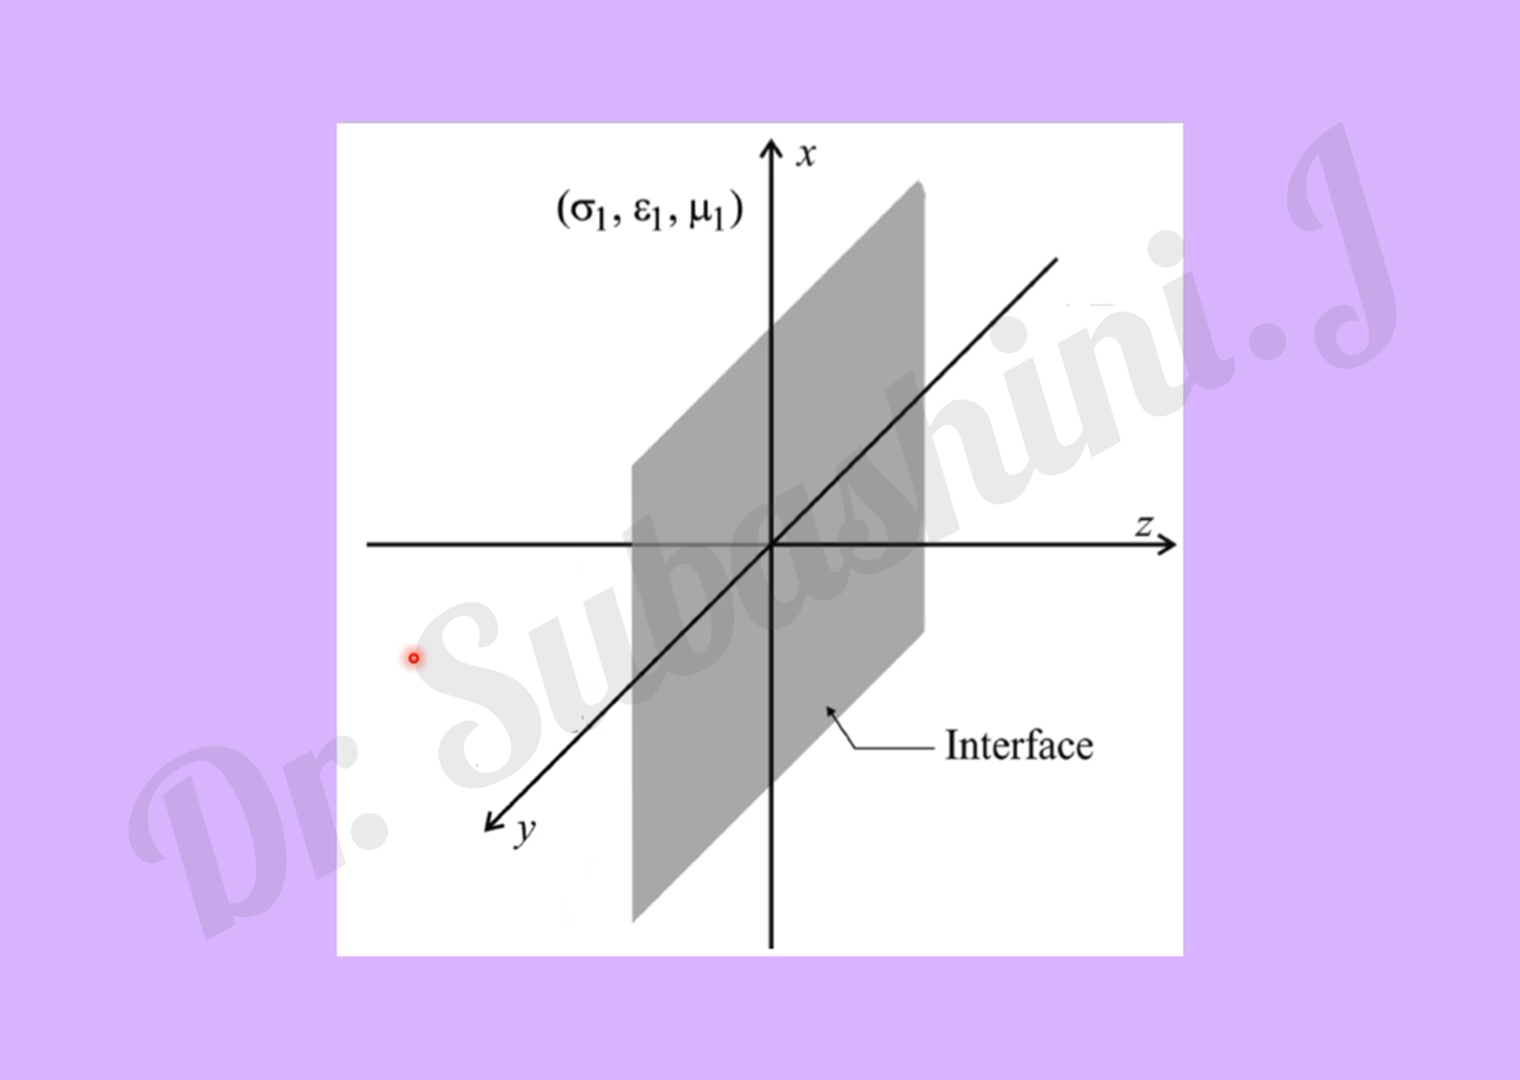 x
(σ₁, ε₁, μ₁)
z
Interface
y
Dr. Subashini.J